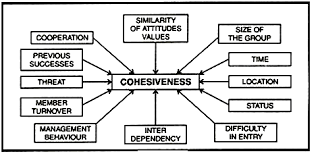 SIMILARITY
OF ATTITUDES
VALUES
SIZE OF
THE GROUP
COOPERATION
PREVIOUS
SUCCESSES
TIME
THREAT
COHESIVENESS
LOCATION
MEMBER
TURNOVER
STATUS
MANAGEMENT
BEHAVIOUR
INTER
DEPENDENCY
DIFFICULTY
IN ENTRY